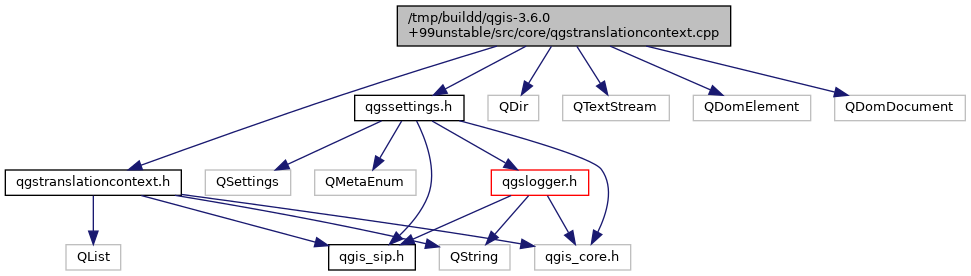 /tmp/buildd/qgis-3.6.0
+99unstable/src/core/qgstranslationcontext.cpp
qgssettings.h
QDir
QTextStream
QDomElement
QDomDocument
qgstranslationcontext.h
QSettings
QMetaEnum
qgslogger.h
QList
qgis_sip.h
QString
qgis_core.h